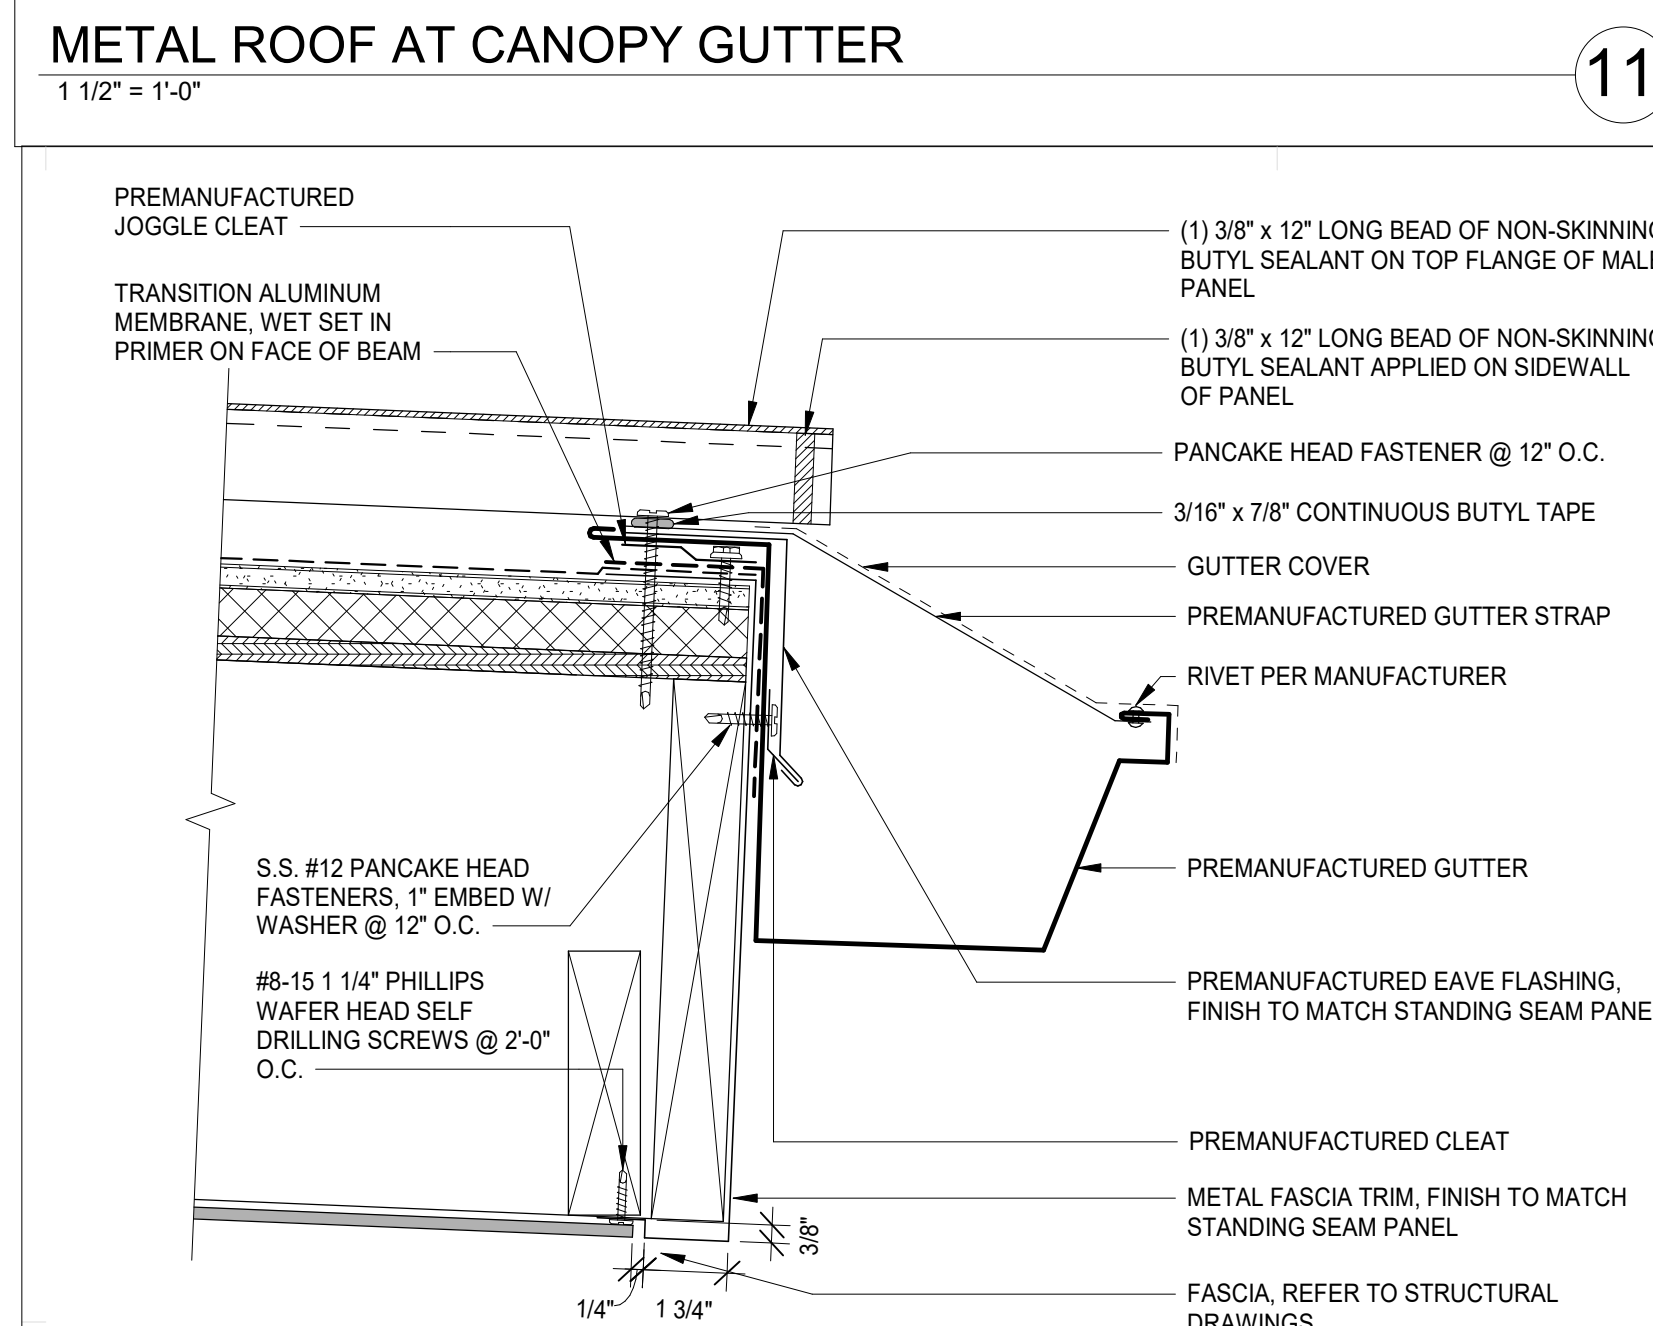 METAL ROOF AT CANOPY GUTTER
1 1/2" = 1'-0"
11
PREMANUFACTURED
JOGGLE CLEAT
TRANSITION ALUMINUM
MEMBRANE, WET SET IN
PRIMER ON FACE OF BEAM
S.S. #12 PANCAKE HEAD
FASTENERS, 1" EMBED W/
WASHER @ 12" O.C.
#8-15 1 1/4" PHILLIPS
WAFER HEAD SELF
DRILLING SCREWS @ 2'-0"
O.C.
(1) 3/8" x 12" LONG BEAD OF NON-SKINNING
BUTYL SEALANT ON TOP FLANGE OF MALE
PANEL
(1) 3/8" x 12" LONG BEAD OF NON-SKINNING
BUTYL SEALANT APPLIED ON SIDEWALL
OF PANEL
PANCAKE HEAD FASTENER @ 12" O.C.
3/16" x 7/8" CONTINUOUS BUTYL TAPE
GUTTER COVER
PREMANUFACTURED GUTTER STRAP
RIVET PER MANUFACTURER
PREMANUFACTURED GUTTER
PREMANUFACTURED EAVE FLASHING,
FINISH TO MATCH STANDING SEAM PANE
PREMANUFACTURED CLEAT
METAL FASCIA TRIM, FINISH TO MATCH
STANDING SEAM PANEL
FASCIA, REFER TO STRUCTURAL
DRAWINGS
3/8"
1/4"
1 3/4"